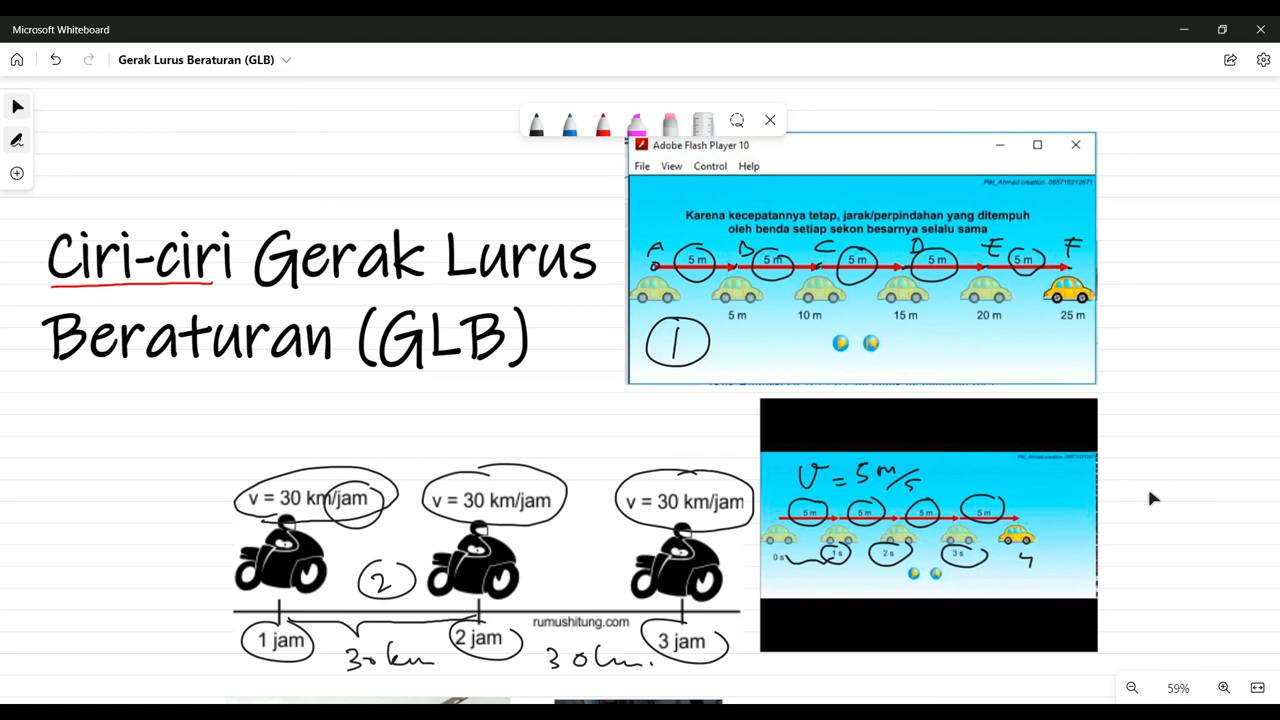 Microsoft Whiteboard
Gerak Lurus Beraturan (GLB)
Ciri-ciri Gerak Lurus
Beraturan (GLB)
Adobe Flash Player 10
File View Control Help
Piki_Ahmad creation. 085710212671
Karena kecepatannya tetap, jarak/perpindahan yang ditempuh
oleh benda setiap sekon besarnya selalu sama
A B C D E F
5 m 5 m 5 m 5 m 5 m
5 m 10 m 15 m 20 m 25 m
1
v = 30 km/jam v = 30 km/jam v = 30 km/jam
2
rumushitung.com
1 jam 2 jam 3 jam
30 km 30 km.
v = 5 m/s
5 m 5 m 5 m 5 m
0 s 1 s 2 s 3 s 4
59%